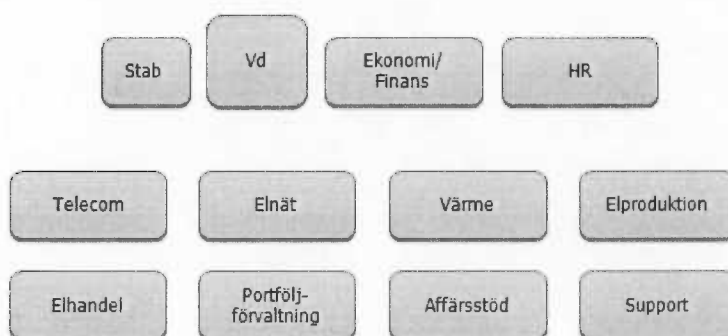 Stab
Vd
Ekonomi/
Finans
HR
Telecom
Elnät
Värme
Elproduktion
Elhandel
Portfölj-
förvaltning
Affärsstöd
Support